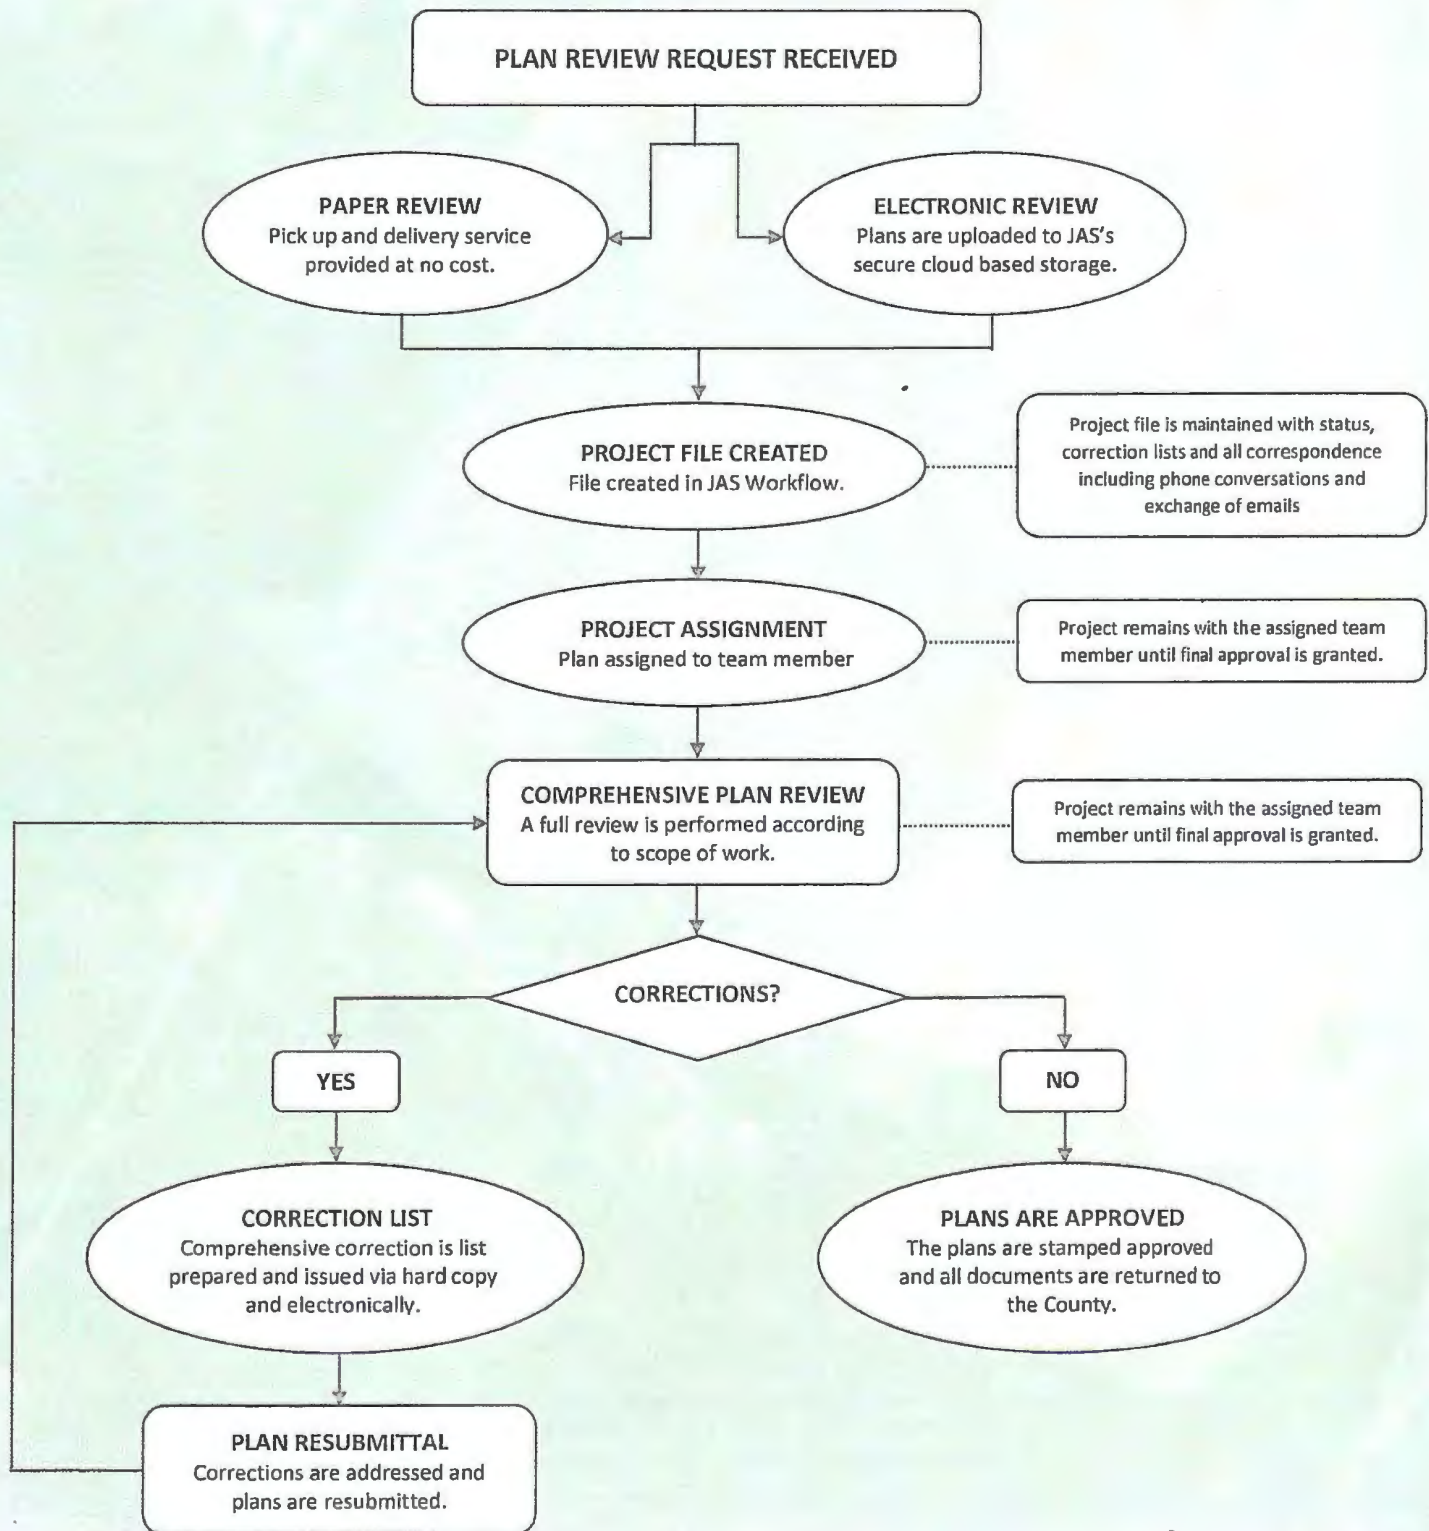 PLAN REVIEW REQUEST RECEIVED
PAPER REVIEW
Pick up and delivery service
provided at no cost.
ELECTRONIC REVIEW
Plans are uploaded to JAS's
secure cloud based storage.
PROJECT FILE CREATED
File created in JAS Workflow.
Project file is maintained with status,
correction lists and all correspondence
including phone conversations and
exchange of emails
PROJECT ASSIGNMENT
Plan assigned to team member
Project remains with the assigned team
member until final approval is granted.
COMPREHENSIVE PLAN REVIEW
A full review is performed according
to scope of work.
Project remains with the assigned team
member until final approval is granted.
CORRECTIONS?
YES
NO
CORRECTION LIST
Comprehensive correction is list
prepared and issued via hard copy
and electronically.
PLANS ARE APPROVED
The plans are stamped approved
and all documents are returned to
the County.
PLAN RESUBMITTAL
Corrections are addressed and
plans are resubmitted.